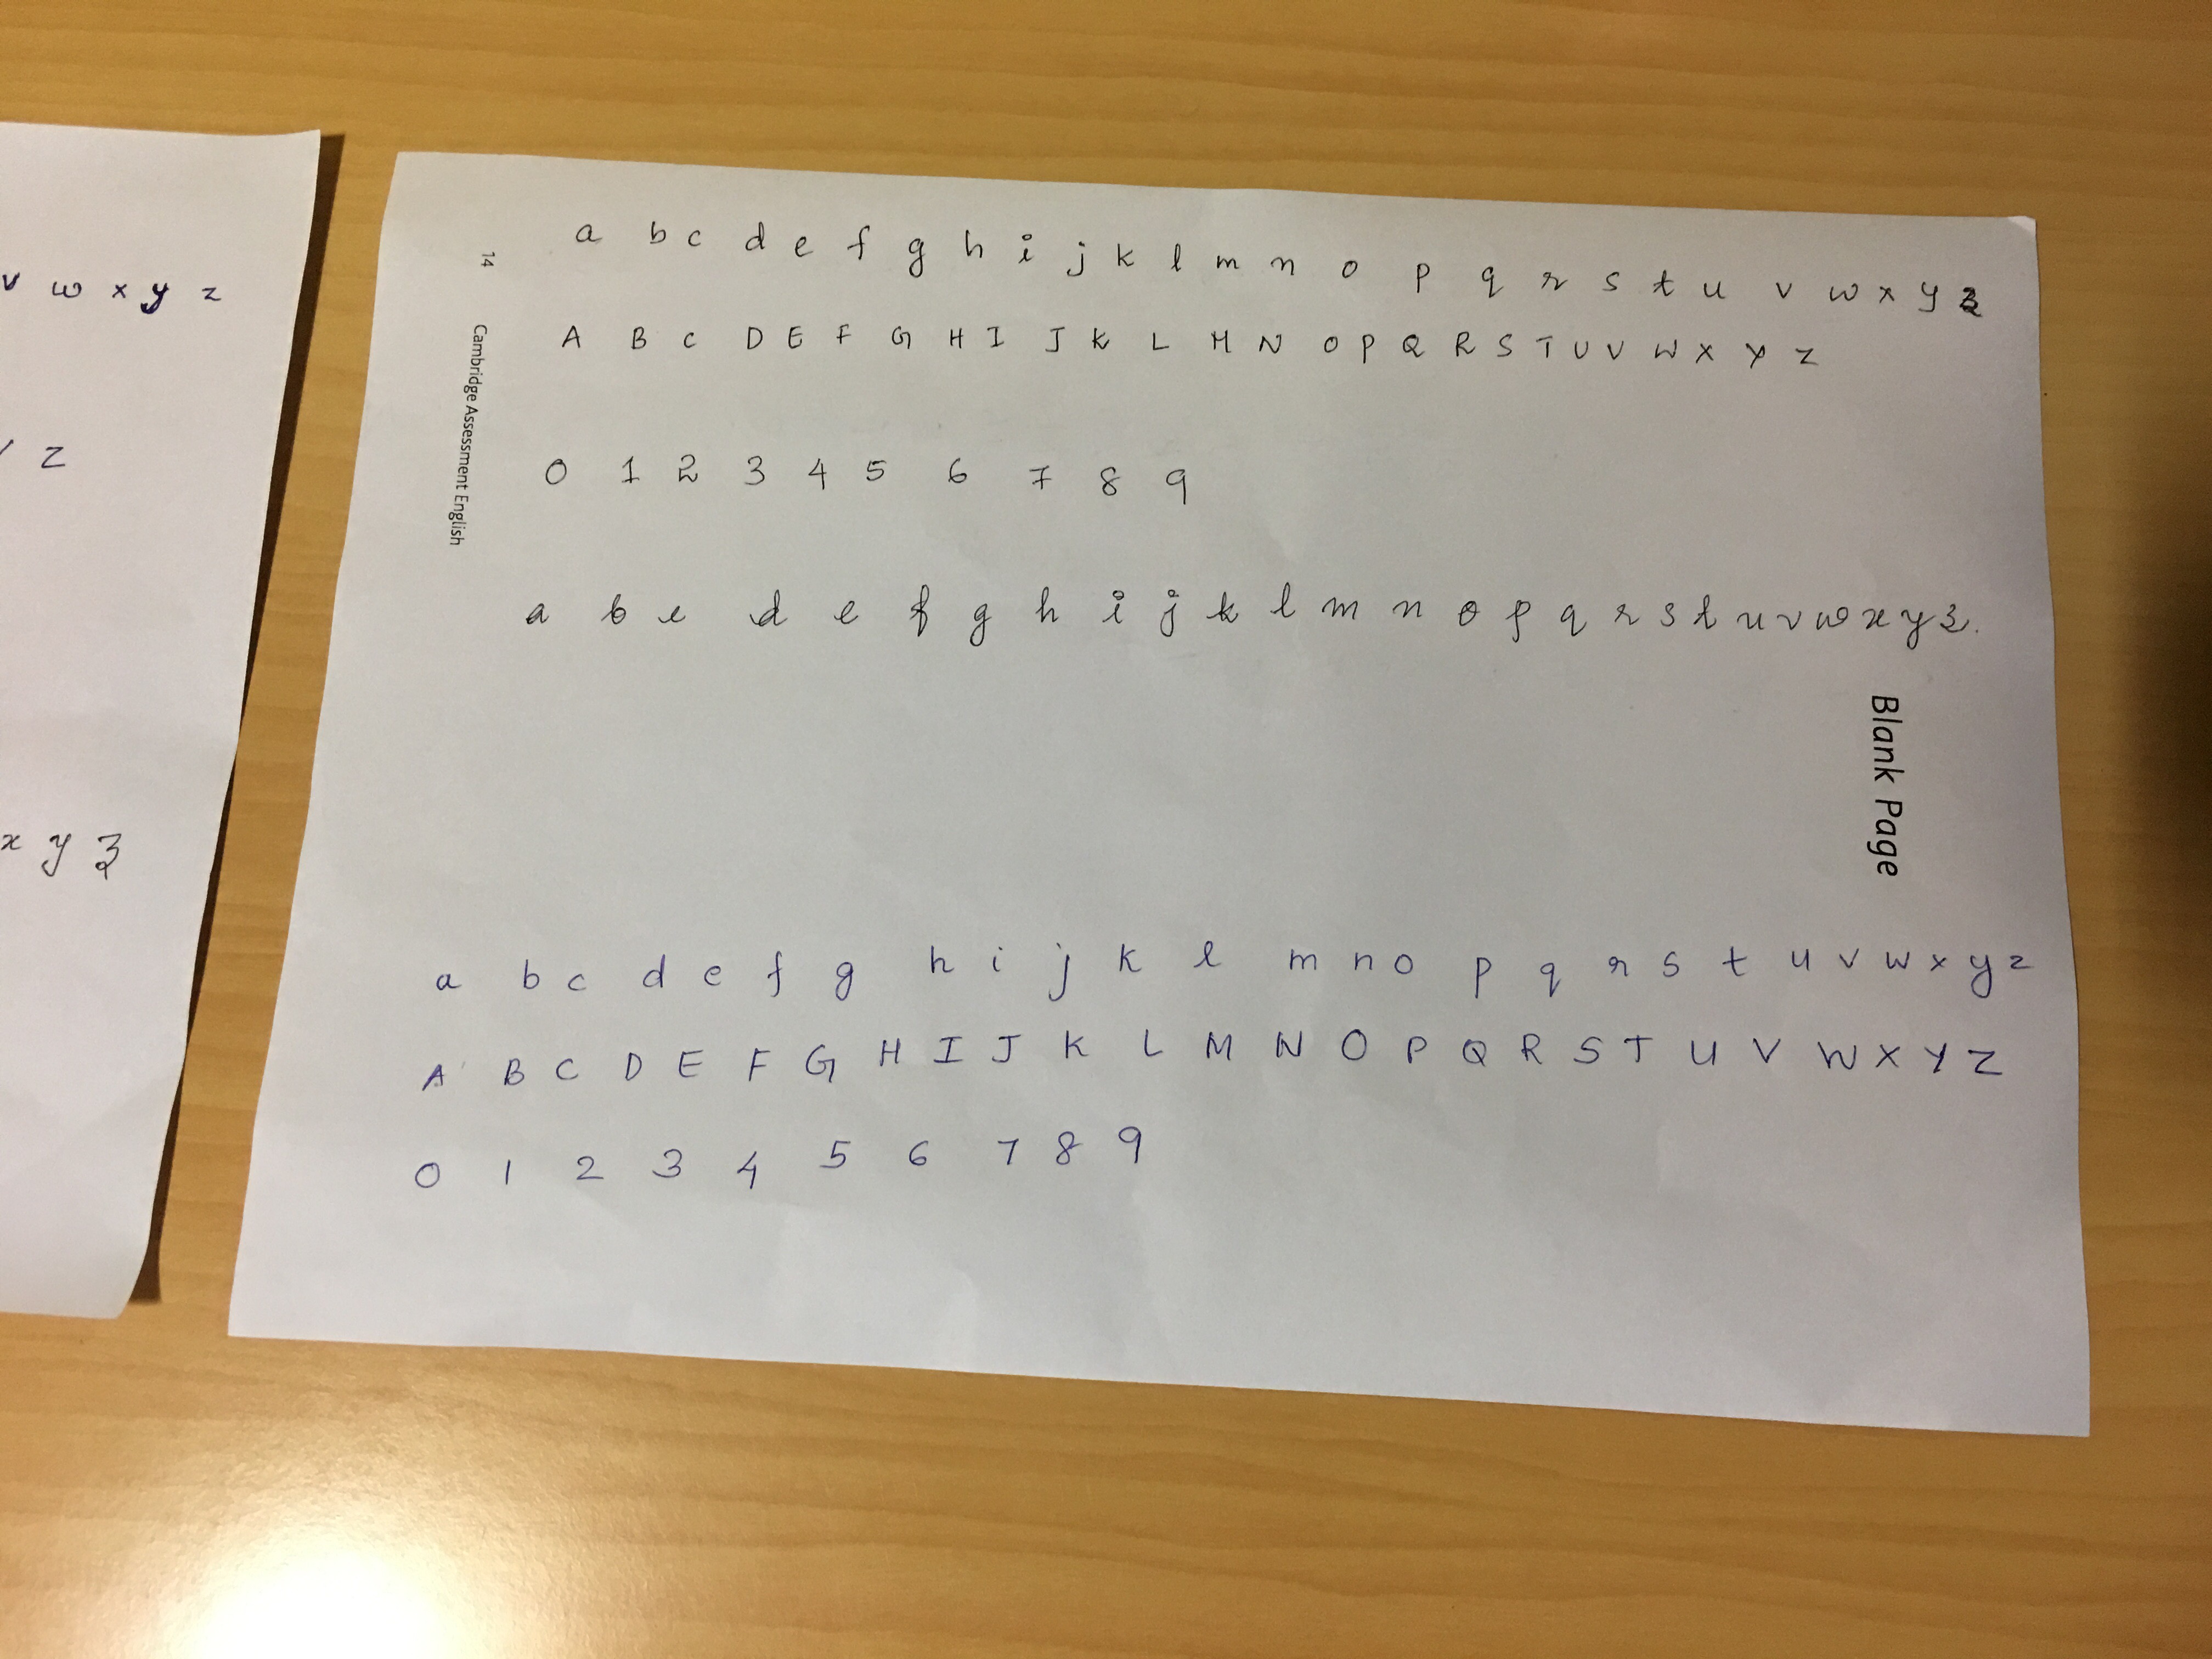 v w x y z
z
x y z
14
Cambridge Assessment English
a b c d e f g h i j k l m n o p q r s t u v w x y z
A B C D E F G H I J K L M N O P Q R S T U V W X Y Z
0 1 2 3 4 5 6 7 8 9
a b c d e f g h i j k l m n o p q r s t u v w x y z.
Blank Page
a b c d e f g h i j k l m n o p q r s t u v w x y z
A B C D E F G H I J K L M N O P Q R S T U V W X Y Z
0 1 2 3 4 5 6 7 8 9